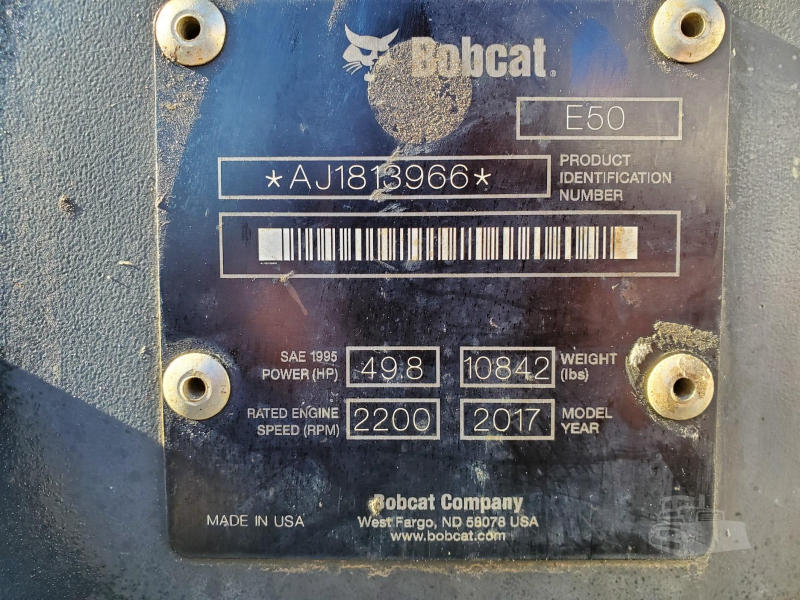 Bobcat.
E50
*AJ1813966*
PRODUCT
IDENTIFICATION
NUMBER
SAE 1995
POWER (HP)
49.8
10842
WEIGHT
(lbs)
RATED ENGINE
SPEED (RPM)
2200
2017
MODEL
YEAR
Bobcat Company
MADE IN USA
West Fargo, ND 58078 USA
www.bobcat.com